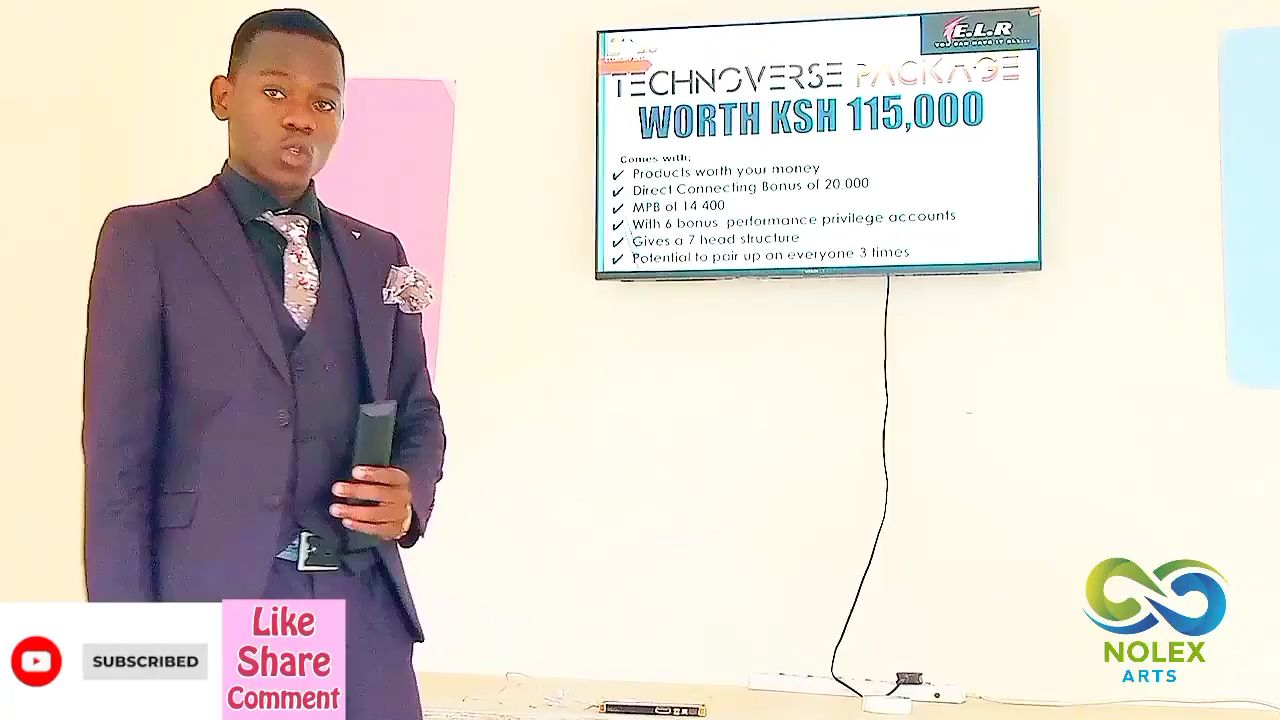 E.L.R
YOU CAN HAVE IT ALL...
TECHNOVERSE PACKAGE
WORTH KSH 115,000
Comes with;
✓ Products worth your money
✓ Direct Connecting Bonus of 20,000
✓ MPB of 14 400
✓ With 6 bonus performance privilege accounts
✓ Gives a 7 head structure
✓ Potential to pair up on everyone 3 times
SUBSCRIBED
Like
Share
Comment
NOLEX
ARTS